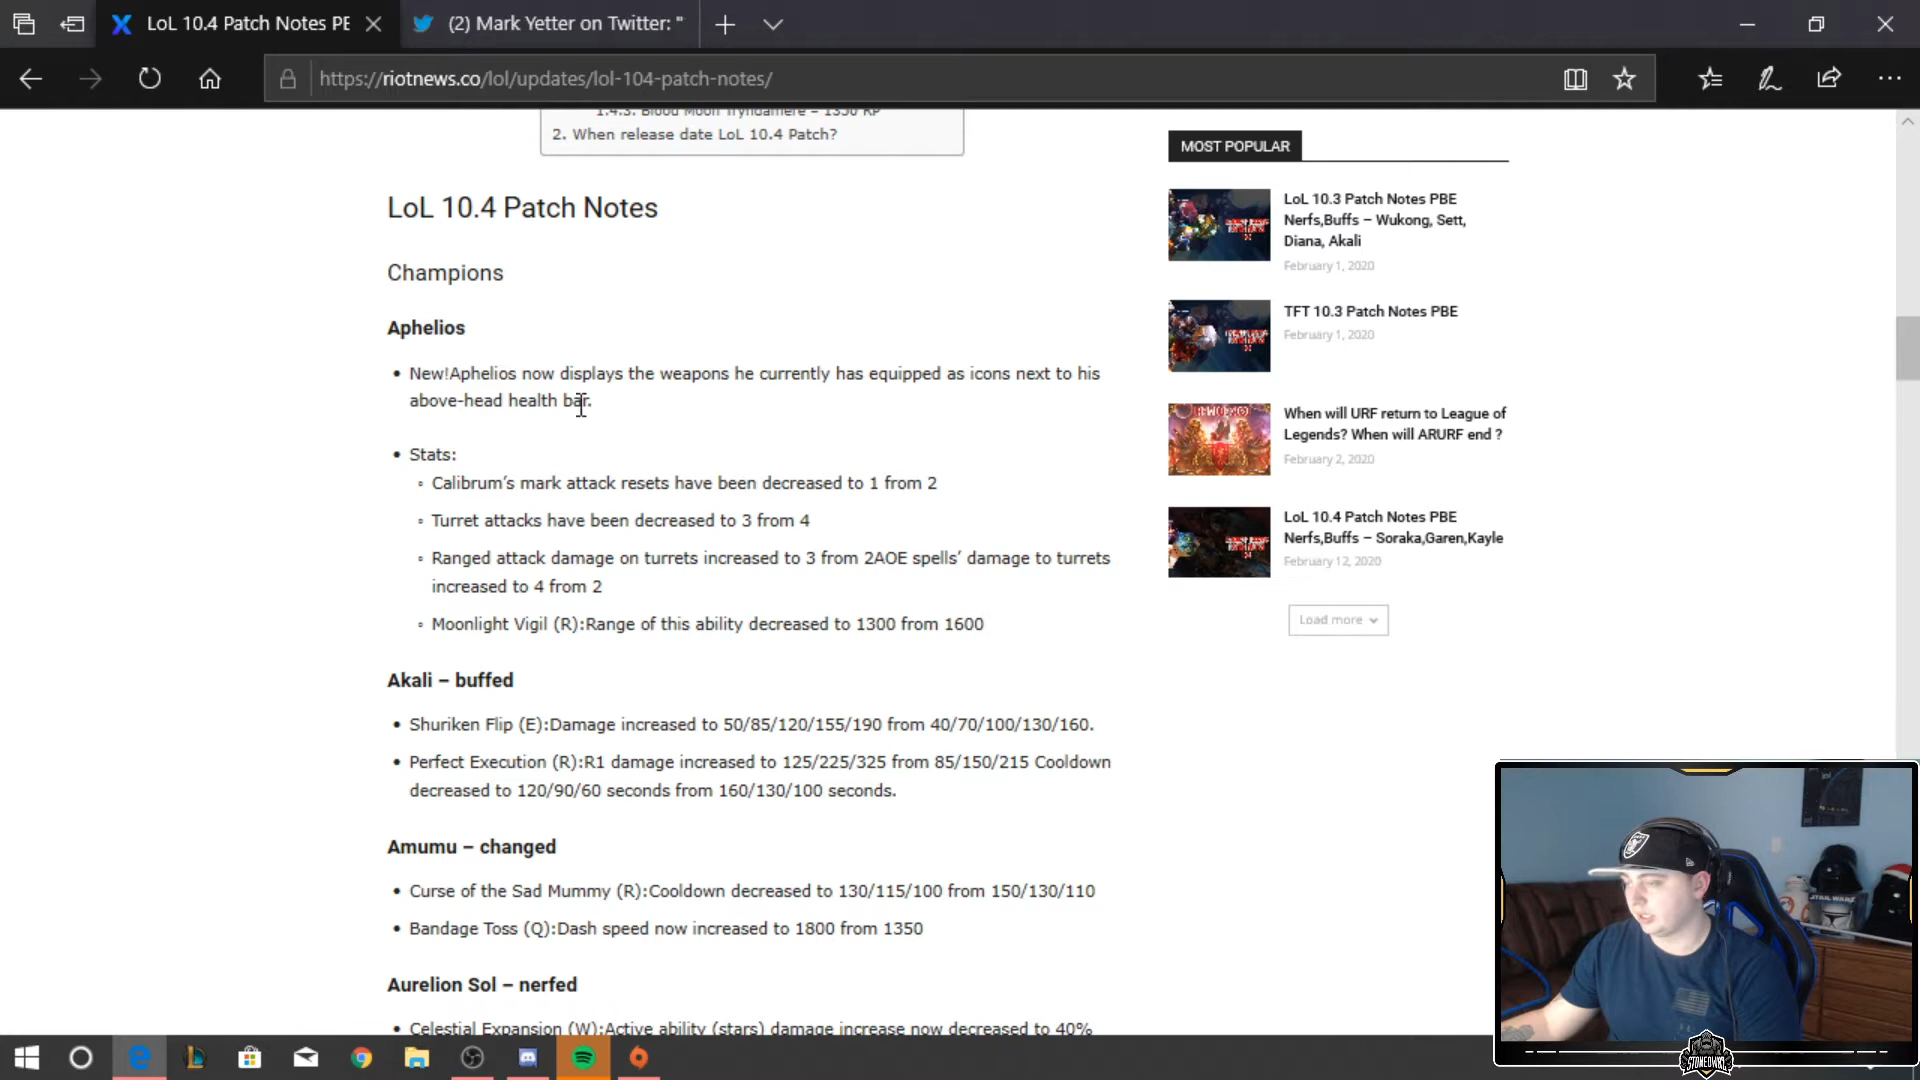 LoL 10.4 Patch Notes PE
(2) Mark Yetter on Twitter: "
https://riotnews.co/lol/updates/lol-104-patch-notes/
1.4.3. Blood Moon Tryndamere – 1350 RP
2. When release date LoL 10.4 Patch?
LoL 10.4 Patch Notes
Champions
Aphelios
New!Aphelios now displays the weapons he currently has equipped as icons next to his
above-head health bar.
Stats:
Calibrum's mark attack resets have been decreased to 1 from 2
Turret attacks have been decreased to 3 from 4
Ranged attack damage on turrets increased to 3 from 2AOE spells' damage to turrets
increased to 4 from 2
Moonlight Vigil (R):Range of this ability decreased to 1300 from 1600
Akali – buffed
Shuriken Flip (E):Damage increased to 50/85/120/155/190 from 40/70/100/130/160.
Perfect Execution (R):R1 damage increased to 125/225/325 from 85/150/215 Cooldown
decreased to 120/90/60 seconds from 160/130/100 seconds.
Amumu – changed
Curse of the Sad Mummy (R):Cooldown decreased to 130/115/100 from 150/130/110
Bandage Toss (Q):Dash speed now increased to 1800 from 1350
Aurelion Sol – nerfed
Celestial Expansion (W):Active ability (stars) damage increase now decreased to 40%
MOST POPULAR
LoL 10.3 Patch Notes PBE
Nerfs,Buffs – Wukong, Sett,
Diana, Akali
February 1, 2020
TFT 10.3 Patch Notes PBE
February 1, 2020
When will URF return to League of
Legends? When will ARURF end ?
February 2, 2020
LoL 10.4 Patch Notes PBE
Nerfs,Buffs – Soraka,Garen,Kayle
February 12, 2020
Load more
STAR WARS